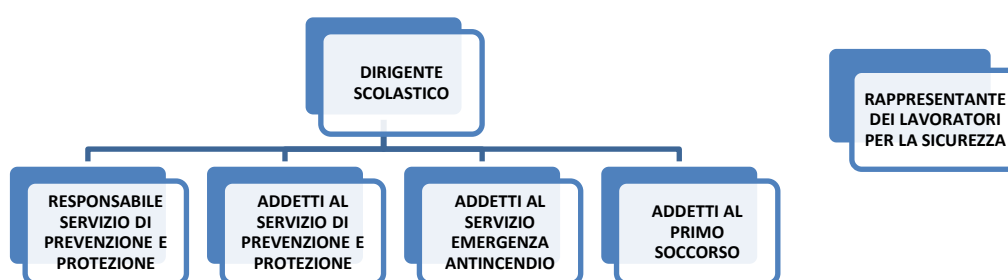 DIRIGENTE
SCOLASTICO
RAPPRESENTANTE
DEI LAVORATORI
PER LA SICUREZZA
RESPONSABILE
SERVIZIO DI
PREVENZIONE E
PROTEZIONE
ADDETTI AL
SERVIZIO DI
PREVENZIONE E
PROTEZIONE
ADDETTI AL
SERVIZIO
EMERGENZA
ANTINCENDIO
ADDETTI AL
PRIMO
SOCCORSO